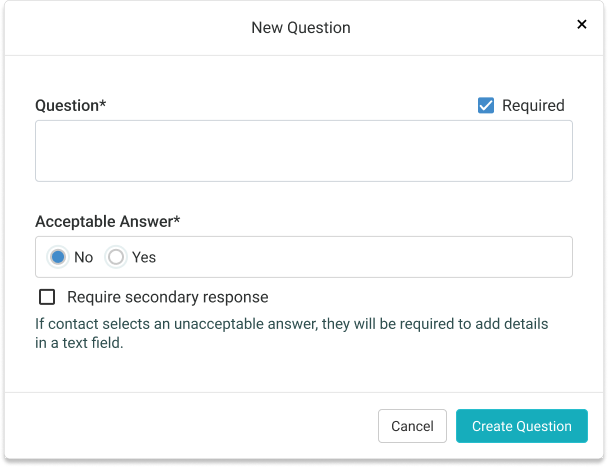 New Question
Question*
Required
Acceptable Answer*
No Yes
Require secondary response
If contact selects an unacceptable answer, they will be required to add details
in a text field.
Cancel Create Question